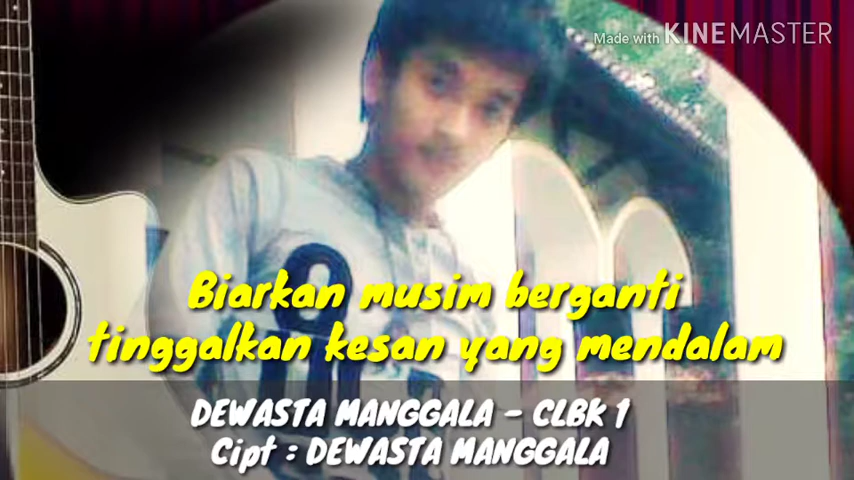 Made with KINEMASTER
Biarkan musim berganti
tinggalkan kesan yang mendalam
DEWASTA MANGGALA - CLBK 1
Cipt : DEWASTA MANGGALA